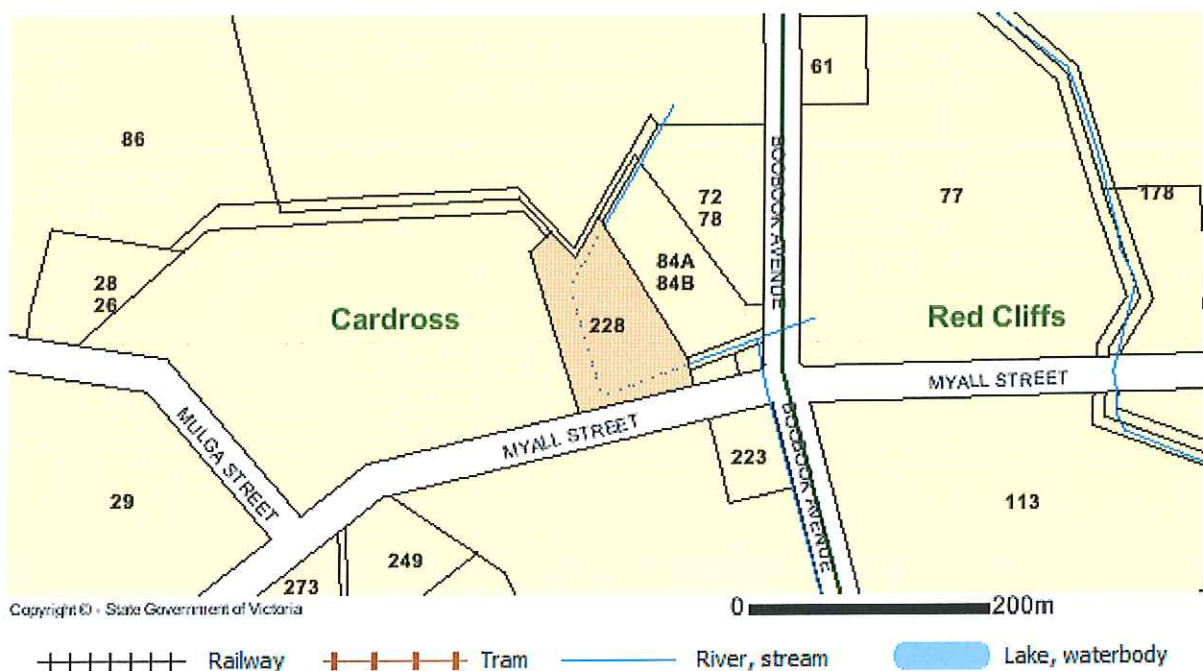 61
86
BOOBOOK AVENUE
72
78
77
178
84A
84B
28
26
Cardross
228
Red Cliffs
MYALL STREET
MYALL STREET
MULGA STREET
BOOBOOK AVENUE
223
29
113
249
273
Copyright © - State Government of Victoria
0 200m
Railway Tram River, stream Lake, waterbody